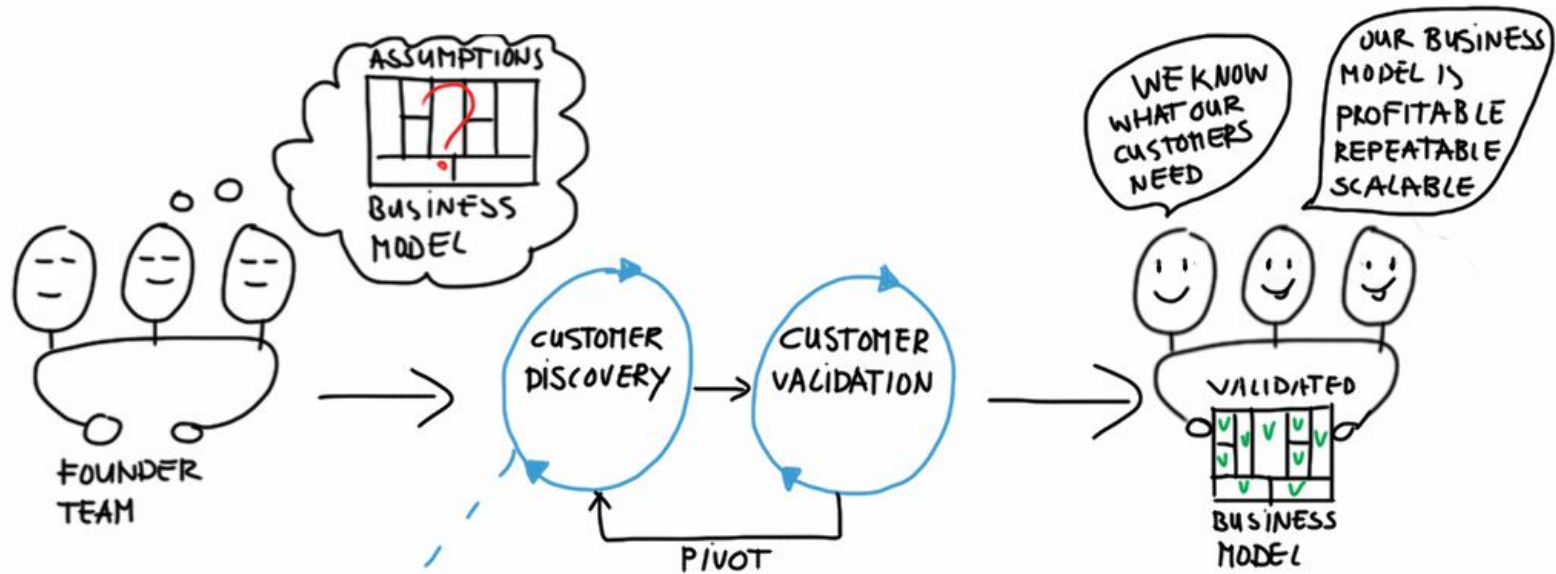 ASSUMPTIONS
?
BUSINESS
MODEL
FOUNDER
TEAM
CUSTOMER
DISCOVERY
CUSTOMER
VALIDATION
PIVOT
WE KNOW
WHAT OUR
CUSTOMERS
NEED
OUR BUSINESS
MODEL IS
PROFITABLE
REPEATABLE
SCALABLE
VALIDATED
BUSINESS
MODEL